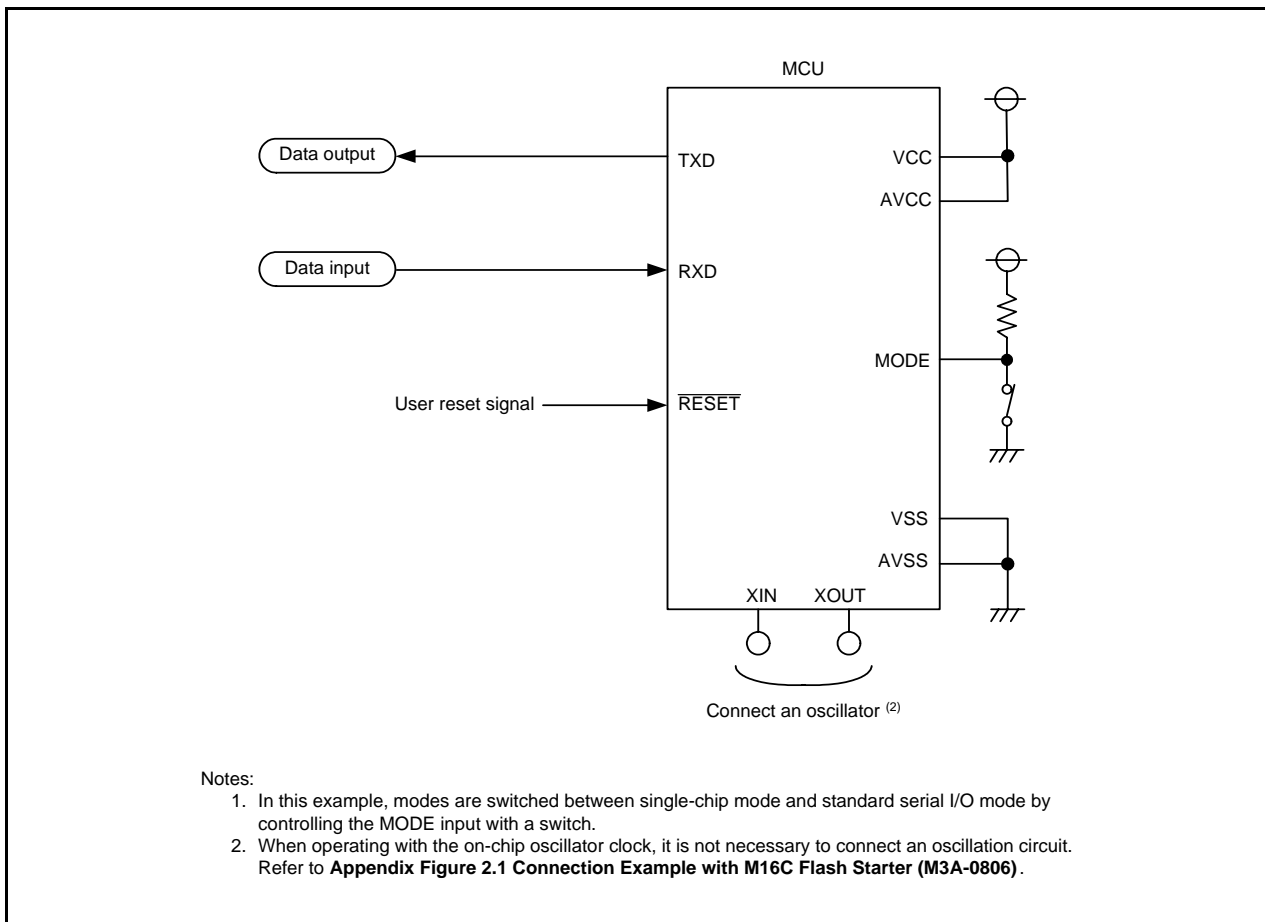 MCU
Data output
TXD
VCC
AVCC
Data input
RXD
MODE
User reset signal
RESET
VSS
AVSS
XIN XOUT
Connect an oscillator (2)
Notes:
1. In this example, modes are switched between single-chip mode and standard serial I/O mode by
controlling the MODE input with a switch.
2. When operating with the on-chip oscillator clock, it is not necessary to connect an oscillation circuit.
Refer to Appendix Figure 2.1 Connection Example with M16C Flash Starter (M3A-0806).